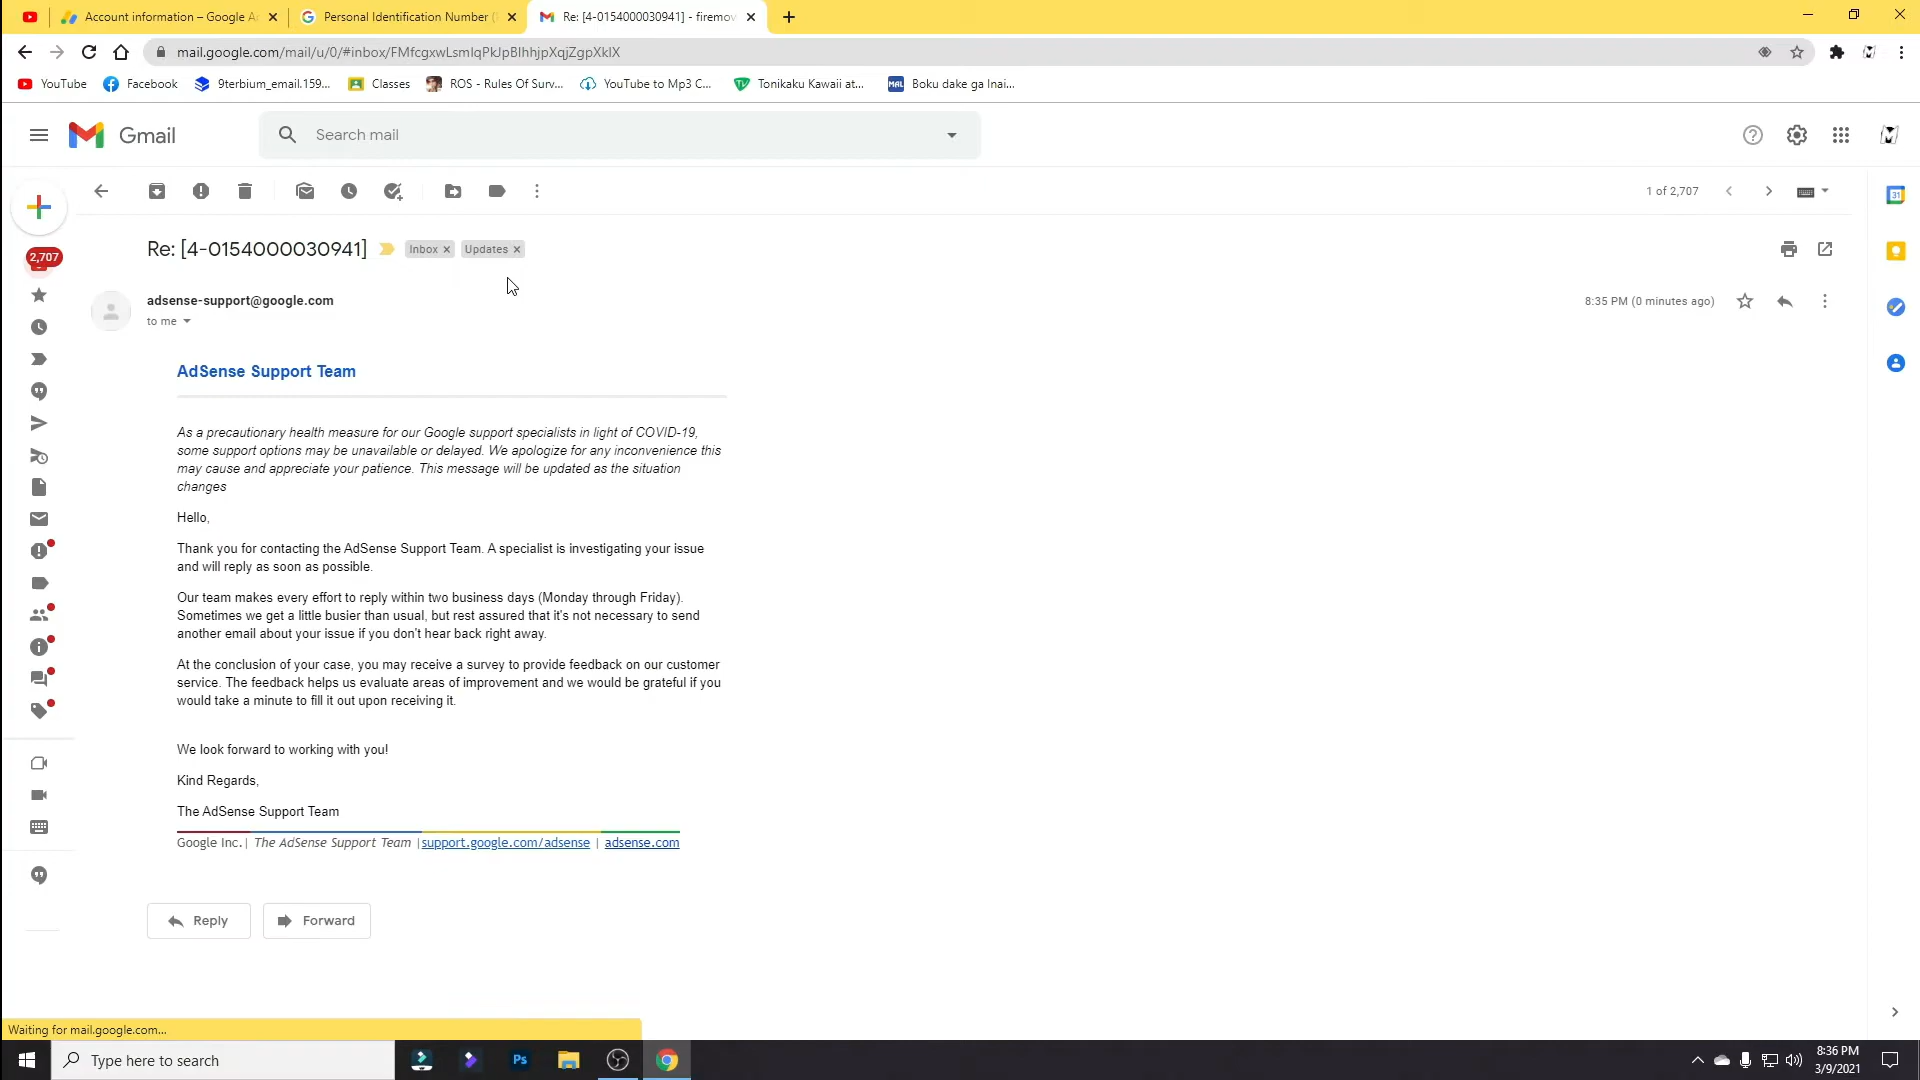 Account information – Google A
Personal Identification Number (
Re: [4-0154000030941] - firemov
mail.google.com/mail/u/0/#inbox/FMfcgxwLsmlqPkJpBlhhjpXqjZgpXklX
YouTube
Facebook
9terbium_email.159...
Classes
ROS - Rules Of Surv...
YouTube to Mp3 C...
Tonikaku Kawaii at...
MAL
Boku dake ga Inai...
Gmail
Search mail
1 of 2,707
31
2,707
Re: [4-0154000030941]
Inbox
Updates
adsense-support@google.com
8:35 PM (0 minutes ago)
to me
AdSense Support Team
As a precautionary health measure for our Google support specialists in light of COVID-19,
some support options may be unavailable or delayed. We apologize for any inconvenience this
may cause and appreciate your patience. This message will be updated as the situation
changes
Hello,
Thank you for contacting the AdSense Support Team. A specialist is investigating your issue
and will reply as soon as possible.
Our team makes every effort to reply within two business days (Monday through Friday).
Sometimes we get a little busier than usual, but rest assured that it's not necessary to send
another email about your issue if you don't hear back right away.
At the conclusion of your case, you may receive a survey to provide feedback on our customer
service. The feedback helps us evaluate areas of improvement and we would be grateful if you
would take a minute to fill it out upon receiving it.
We look forward to working with you!
Kind Regards,
The AdSense Support Team
Google Inc.| The AdSense Support Team |support.google.com/adsense | adsense.com
Reply
Forward
Waiting for mail.google.com...
Type here to search
Ps
8:36 PM
3/9/2021